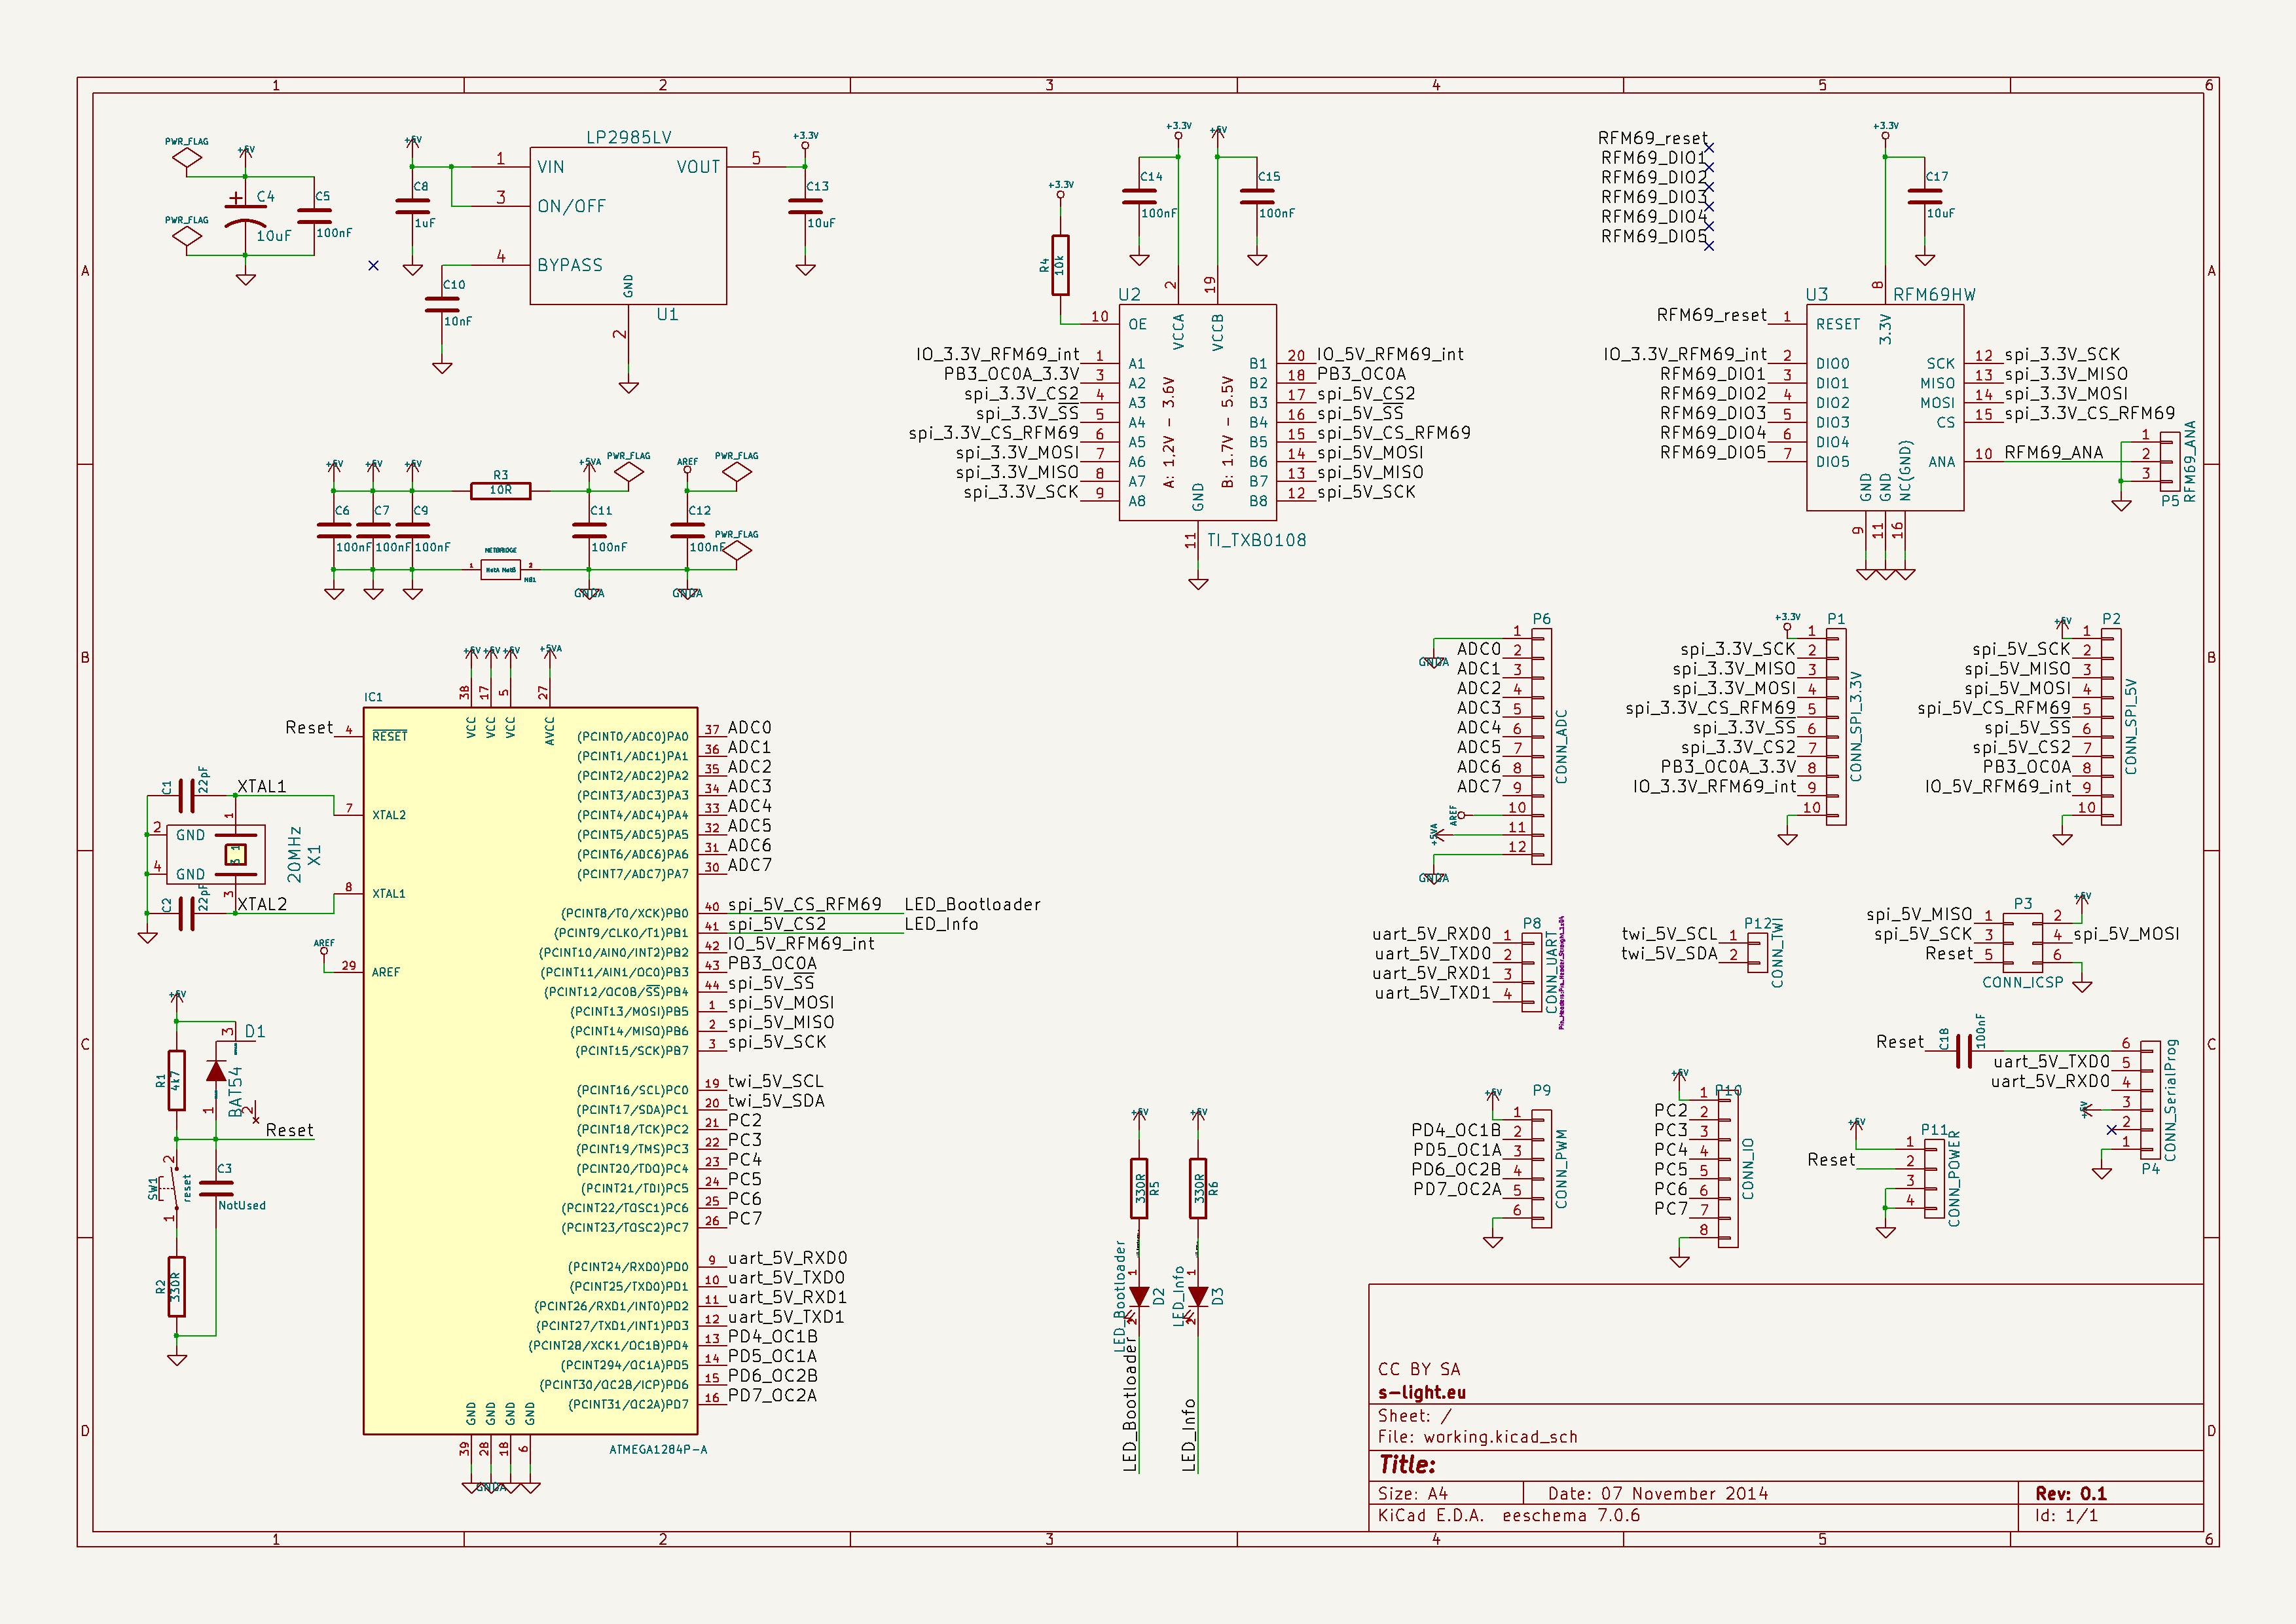 1 2 3 4 5 6
A
B
C
D
PWR_FLAG
+5V
C4
10uF
C5
100nF
PWR_FLAG
+5V
C8
1uF
LP2985LV
1 VIN
3 ON/OFF
4 BYPASS
VOUT 5
GND
2
U1
C10
10nF
+3.3V
C13
10uF
+5V
+5V
+5V
R3
10R
+5VA
PWR_FLAG
AREF
PWR_FLAG
C6
100nF
C7
100nF
C9
100nF
C11
100nF
C12
100nF
PWR_FLAG
NETBRIDGE
1 NetA NetB 2
NB1
GNDA
GNDA
+3.3V
R4
10k
+3.3V
+5V
C14
100nF
C15
100nF
U2
2
19
VCCA
VCCB
10 OE
IO_3.3V_RFM69_int 1 A1
PB3_OC0A_3.3V 3 A2
spi_3.3V_CS2 4 A3
spi_3.3V_SS 5 A4
spi_3.3V_CS_RFM69 6 A5
spi_3.3V_MOSI 7 A6
spi_3.3V_MISO 8 A7
spi_3.3V_SCK 9 A8
A: 1,2V - 3.6V
B: 1.7V - 5.5V
B1 20 IO_5V_RFM69_int
B2 18 PB3_OC0A
B3 17 spi_5V_CS2
B4 16 spi_5V_SS
B5 15 spi_5V_CS_RFM69
B6 14 spi_5V_MOSI
B7 13 spi_5V_MISO
B8 12 spi_5V_SCK
GND
11
TI_TXB0108
RFM69_reset
RFM69_DIO1
RFM69_DIO2
RFM69_DIO3
RFM69_DIO4
RFM69_DIO5
+3.3V
C17
10uF
U3
8
RFM69HW
3.3V
RFM69_reset 1 RESET
IO_3.3V_RFM69_int 2 DIO0
RFM69_DIO1 3 DIO1
RFM69_DIO2 4 DIO2
RFM69_DIO3 5 DIO3
RFM69_DIO4 6 DIO4
RFM69_DIO5 7 DIO5
SCK 12 spi_3.3V_SCK
MISO 13 spi_3.3V_MISO
MOSI 14 spi_3.3V_MOSI
CS 15 spi_3.3V_CS_RFM69
ANA 10 RFM69_ANA
GND
GND
NC(GND)
9
11
16
1
2
3
P5
RFM69_ANA
+5V
+5V
+5V
+5VA
38
17
5
27
IC1
VCC
VCC
VCC
AVCC
Reset 4 RESET
7 XTAL2
8 XTAL1
29 AREF
AREF
C1
22pF
XTAL1
2 GND
4 GND
1
3 1
3
20MHz
X1
C2
22pF
XTAL2
(PCINT0/ADC0)PA0 37 ADC0
(PCINT1/ADC1)PA1 36 ADC1
(PCINT2/ADC2)PA2 35 ADC2
(PCINT3/ADC3)PA3 34 ADC3
(PCINT4/ADC4)PA4 33 ADC4
(PCINT5/ADC5)PA5 32 ADC5
(PCINT6/ADC6)PA6 31 ADC6
(PCINT7/ADC7)PA7 30 ADC7
(PCINT8/T0/XCK)PB0 40 spi_5V_CS_RFM69 LED_Bootloader
(PCINT9/CLKO/T1)PB1 41 spi_5V_CS2 LED_Info
(PCINT10/AIN0/INT2)PB2 42 IO_5V_RFM69_int
(PCINT11/AIN1/OC0)PB3 43 PB3_OC0A
(PCINT12/OC0B/SS)PB4 44 spi_5V_SS
(PCINT13/MOSI)PB5 1 spi_5V_MOSI
(PCINT14/MISO)PB6 2 spi_5V_MISO
(PCINT15/SCK)PB7 3 spi_5V_SCK
(PCINT16/SCL)PC0 19 twi_5V_SCL
(PCINT17/SDA)PC1 20 twi_5V_SDA
(PCINT18/TCK)PC2 21 PC2
(PCINT19/TMS)PC3 22 PC3
(PCINT20/TDO)PC4 23 PC4
(PCINT21/TDI)PC5 24 PC5
(PCINT22/TOSC1)PC6 25 PC6
(PCINT23/TOSC2)PC7 26 PC7
(PCINT24/RXD0)PD0 9 uart_5V_RXD0
(PCINT25/TXD0)PD1 10 uart_5V_TXD0
(PCINT26/RXD1/INT0)PD2 11 uart_5V_RXD1
(PCINT27/TXD1/INT1)PD3 12 uart_5V_TXD1
(PCINT28/XCK1/OC1B)PD4 13 PD4_OC1B
(PCINT294/OC1A)PD5 14 PD5_OC1A
(PCINT30/OC2B/ICP)PD6 15 PD6_OC2B
(PCINT31/OC2A)PD7 16 PD7_OC2A
GND
GND
GND
GND
39
28
18
6
GNDA
ATMEGA1284P-A
+5V
R1
4k7
3
D1
BAT54
1
2
Reset
SW1
reset
2
1
C3
NotUsed
R2
330R
+5V
+5V
330R
R5
330R
R6
LED_Bootloader
1
2
D2
LED_Info
1
2
D3
LED_Bootloader
LED_Info
P6
1
GNDA
ADC0 2
ADC1 3
ADC2 4
ADC3 5
ADC4 6
ADC5 7
ADC6 8
ADC7 9
AREF 10
+5VA 11
12
GNDA
CONN_ADC
P1
+3.3V 1
spi_3.3V_SCK 2
spi_3.3V_MISO 3
spi_3.3V_MOSI 4
spi_3.3V_CS_RFM69 5
spi_3.3V_SS 6
spi_3.3V_CS2 7
PB3_OC0A_3.3V 8
IO_3.3V_RFM69_int 9
10
CONN_SPI_3.3V
P2
+5V 1
spi_5V_SCK 2
spi_5V_MISO 3
spi_5V_MOSI 4
spi_5V_CS_RFM69 5
spi_5V_SS 6
spi_5V_CS2 7
PB3_OC0A 8
IO_5V_RFM69_int 9
10
CONN_SPI_5V
P8
uart_5V_RXD0 1
uart_5V_TXD0 2
uart_5V_RXD1 3
uart_5V_TXD1 4
CONN_UART
Pin_Headers:Pin_Header_Straight_1x04
P12
twi_5V_SCL 1
twi_5V_SDA 2
CONN_TWI
P3
+5V
spi_5V_MISO 1 2
spi_5V_SCK 3 4 spi_5V_MOSI
Reset 5 6
CONN_ICSP
Reset
C18
100nF
6
uart_5V_TXD0 5
uart_5V_RXD0 4
+5V 3
2
1
P4
CONN_SerialProg
+5V
P9
1
PD4_OC1B 2
PD5_OC1A 3
PD6_OC2B 4
PD7_OC2A 5
6
CONN_PWM
+5V
P10
1
PC2 2
PC3 3
PC4 4
PC5 5
PC6 6
PC7 7
8
CONN_IO
+5V
P11
1
Reset 2
3
4
CONN_POWER
CC BY SA
s-light.eu
Sheet: /
File: working.kicad_sch
Title:
Size: A4 Date: 07 November 2014 Rev: 0.1
KiCad E.D.A. eeschema 7.0.6 Id: 1/1
A
B
C
D
1 2 3 4 5 6